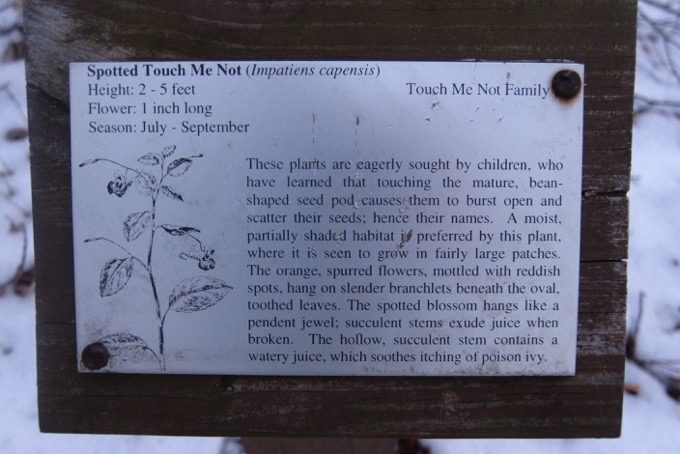 Spotted Touch Me Not (Impatiens capensis)
Height: 2 - 5 feet
Touch Me Not Family
Flower: 1 inch long
Season: July - September
These plants are eagerly sought by children, who
have learned that touching the mature, bean-
shaped seed pod causes them to burst open and
scatter their seeds; hence their names. A moist,
partially shaded habitat is preferred by this plant,
where it is seen to grow in fairly large patches.
The orange, spurred flowers, mottled with reddish
spots, hang on slender branchlets beneath the oval,
toothed leaves. The spotted blossom hangs like a
pendent jewel; succulent stems exude juice when
broken. The hollow, succulent stem contains a
watery juice, which soothes itching of poison ivy.